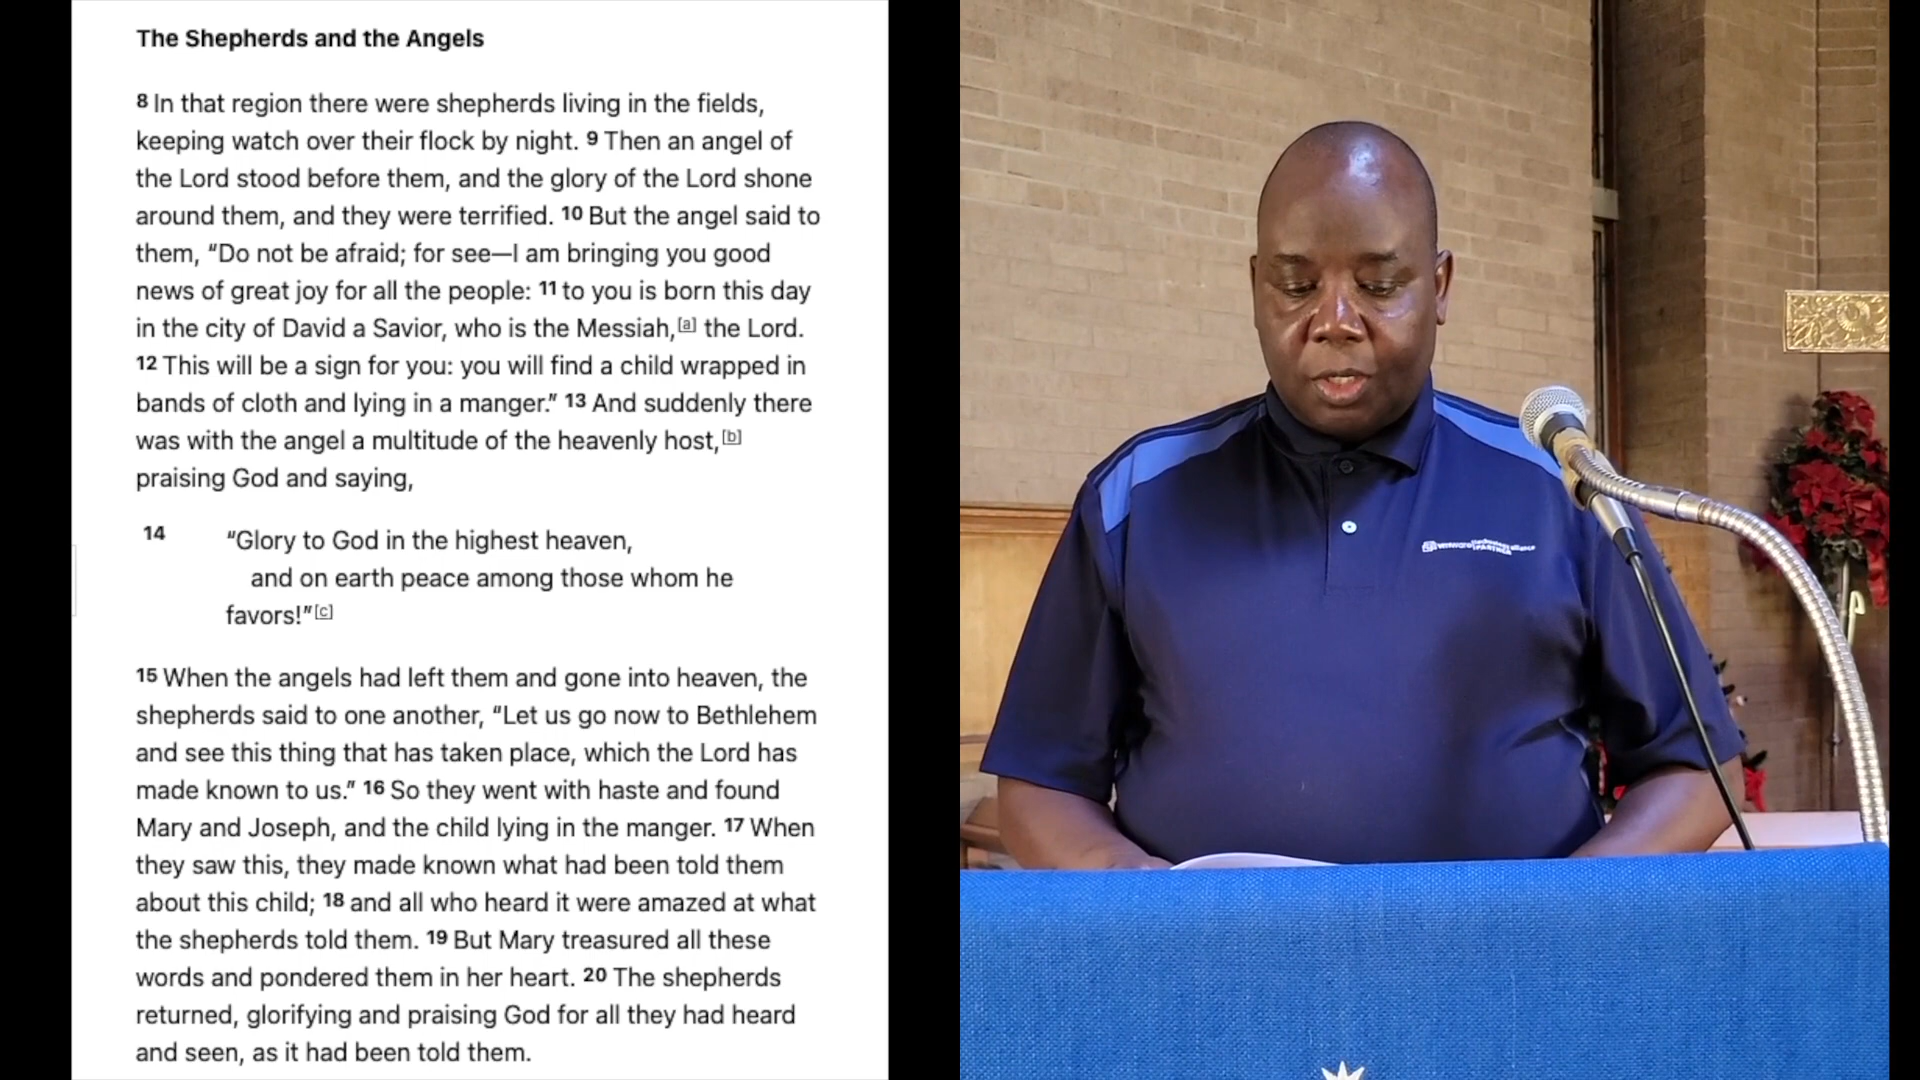 The Shepherds and the Angels
8 In that region there were shepherds living in the fields,
keeping watch over their flock by night. 9 Then an angel of
the Lord stood before them, and the glory of the Lord shone
around them, and they were terrified. 10 But the angel said to
them, “Do not be afraid; for see—I am bringing you good
news of great joy for all the people: 11 to you is born this day
in the city of David a Savior, who is the Messiah,[a] the Lord.
12 This will be a sign for you: you will find a child wrapped in
bands of cloth and lying in a manger.” 13 And suddenly there
was with the angel a multitude of the heavenly host,[b]
praising God and saying,
14 “Glory to God in the highest heaven,
and on earth peace among those whom he
favors!”[c]
15 When the angels had left them and gone into heaven, the
shepherds said to one another, “Let us go now to Bethlehem
and see this thing that has taken place, which the Lord has
made known to us.” 16 So they went with haste and found
Mary and Joseph, and the child lying in the manger. 17 When
they saw this, they made known what had been told them
about this child; 18 and all who heard it were amazed at what
the shepherds told them. 19 But Mary treasured all these
words and pondered them in her heart. 20 The shepherds
returned, glorifying and praising God for all they had heard
and seen, as it had been told them.